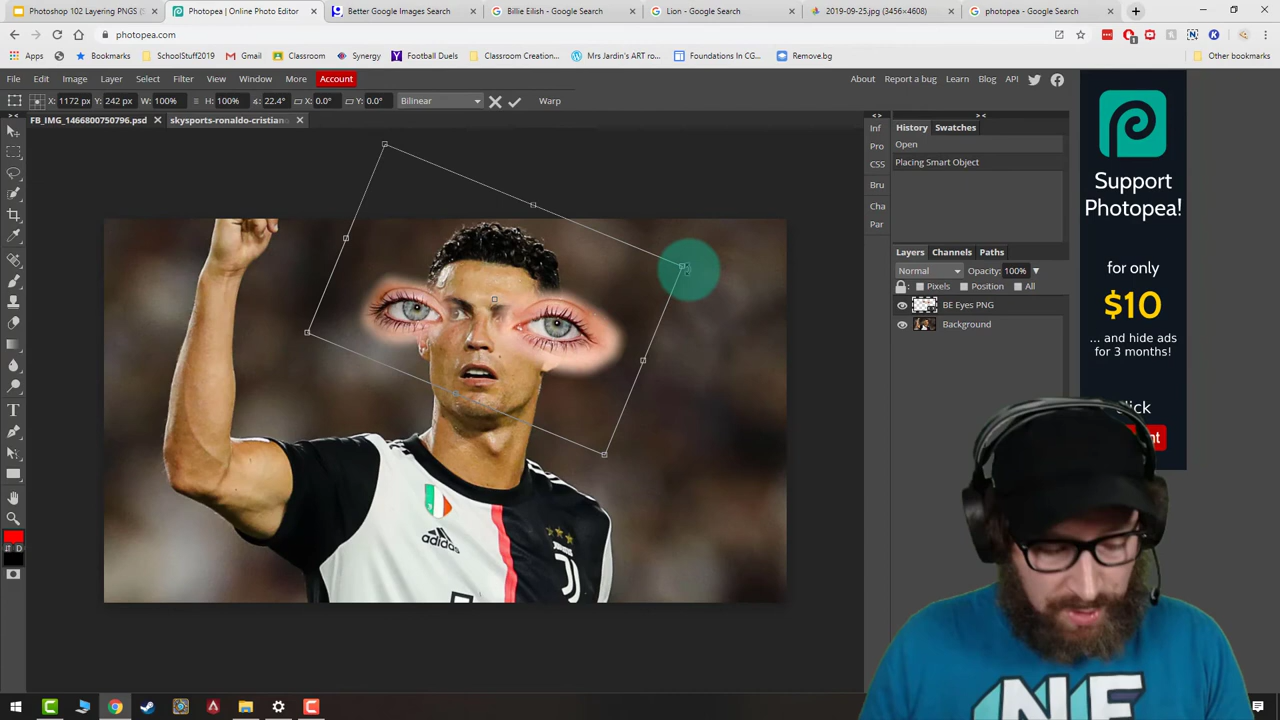 Photoshop 102 Layering PNGS (S
Photopea | Online Photo Editor
Better Google Images Search
Billie Eilish - Google Search
Lion - Google Search
2019-09-25.jpg (3456×4608)
photopea - Google Search
photopea.com
Apps
SchoolStuff2019
Gmail
Classroom
Classroom Creation...
Football Duels
Mrs Jardin's ART ro...
Foundations In CG...
Remove.bg
Other bookmarks
File Edit Image Layer Select Filter View Window More Account
About Report a bug Learn Blog API
X: 1172 px Y: 242 px W: 100% H: 100% ∡: 22.4° X: 0.0° Y: 0.0° Bilinear Warp
FB_IMG_1466800750796.psd
skysports-ronaldo-cristian
Inf
Pro
CSS
Bru
Cha
Par
History Swatches
Open
Placing Smart Object
Layers Channels Paths
Normal Opacity: 100%
Pixels Position All
BE Eyes PNG
Background
Support
Photopea!
for only
$10
... and hide ads
for 3 months!
adidas
D